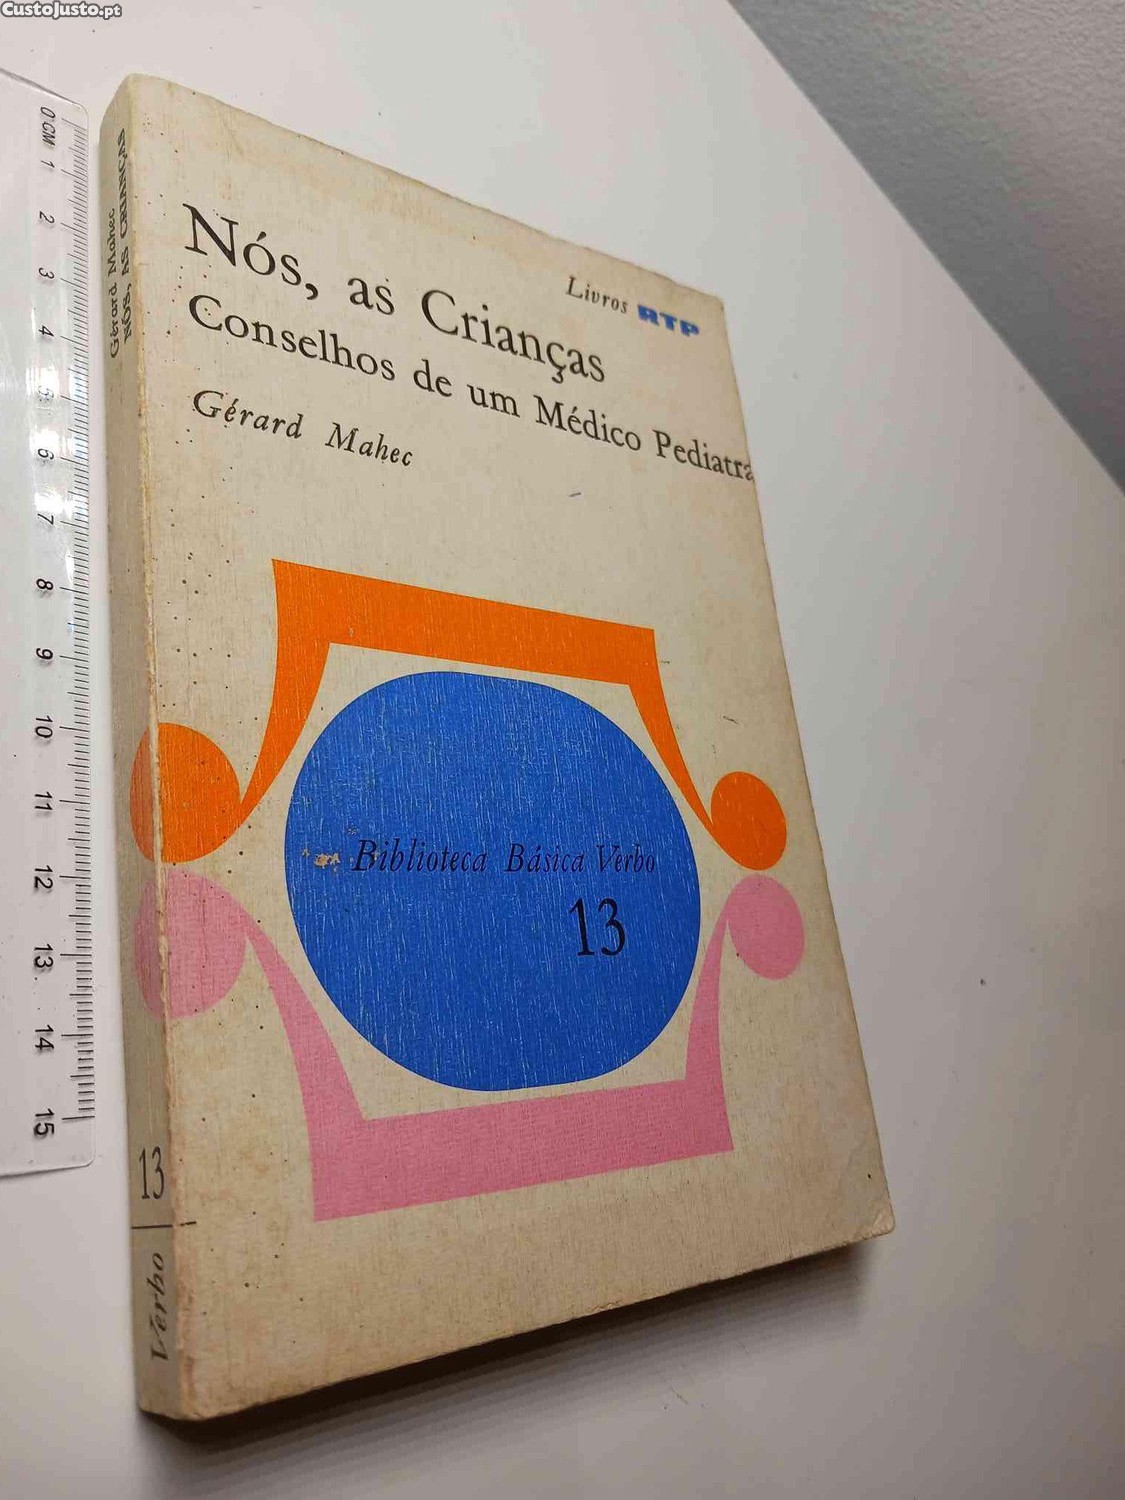 CustoJusto.pt
0 CM 1 2 3 4 5 6 7 8 9 10 11 12 13 14 15
Gérard Mahec
NÓS, AS CRIANÇAS
13
Verbo
Livros RTP
Nós, as Crianças
Conselhos de um Médico Pediatra
Gérard Mahec
Biblioteca Básica Verbo
13